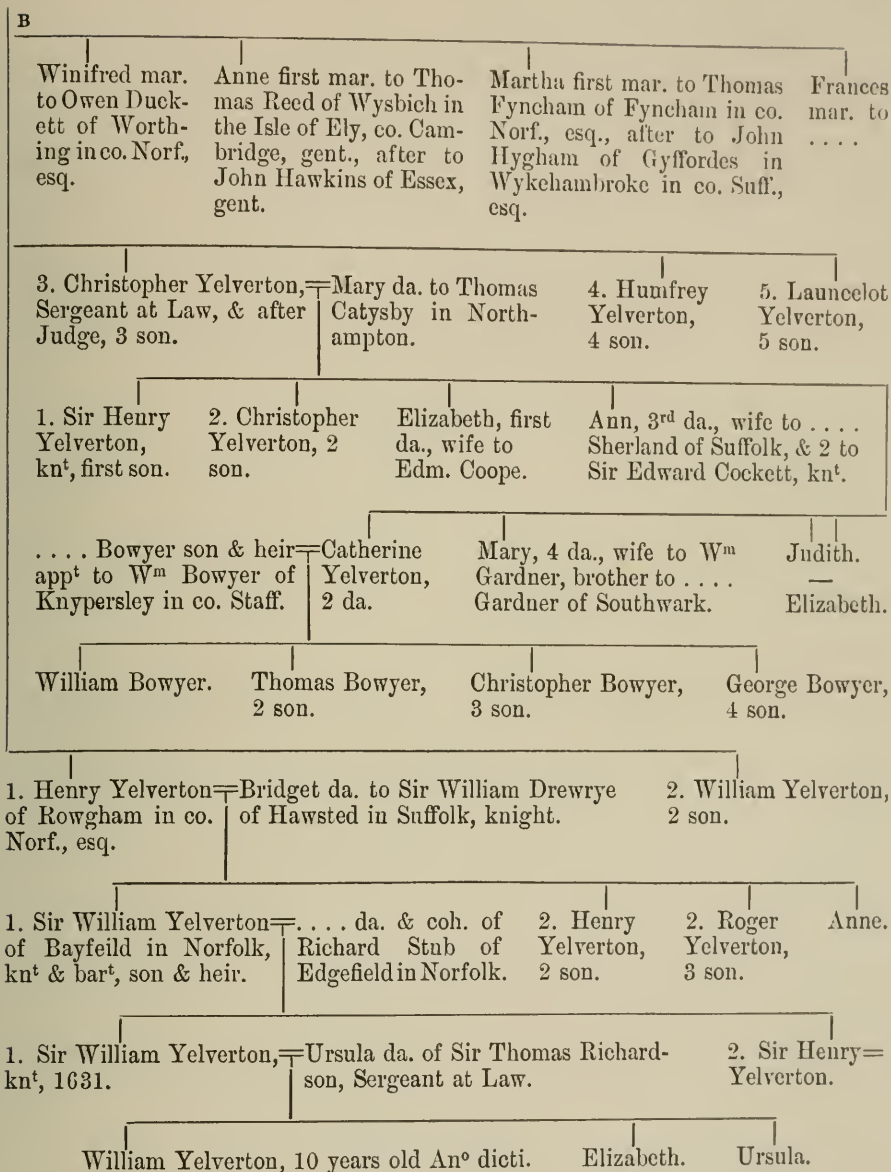 B
Winifred mar.
to Owen Duck-
ett of Worth-
ing in co. Norf.,
esq.
Anne first mar. to Tho-
mas Reed of Wysbich in
the Isle of Ely, co. Cam-
bridge, gent., after to
John Hawkins of Essex,
gent.
Martha first mar. to Thomas
Fyncham of Fyncham in co.
Norf., esq., after to John
Hygham of Gyffordes in
Wykehambroke in co. Suff.,
esq.
Frances
mar. to
. . . .
3. Christopher Yelverton,
Sergeant at Law, & after
Judge, 3 son.
Mary da. to Thomas
Catysby in North-
ampton.
4. Humfrey
Yelverton,
4 son.
5. Launcelot
Yelverton,
5 son.
1. Sir Henry
Yelverton,
knᵗ, first son.
2. Christopher
Yelverton, 2
son.
Elizabeth, first
da., wife to
Edm. Coope.
Ann, 3ʳᵈ da., wife to . . . .
Sherland of Suffolk, & 2 to
Sir Edward Cockett, knᵗ.
. . . . Bowyer son & heir
appᵗ to Wᵐ Bowyer of
Knypersley in co. Staff.
Catherine
Yelverton,
2 da.
Mary, 4 da., wife to Wᵐ
Gardner, brother to . . . .
Gardner of Southwark.
Judith.
—
Elizabeth.
William Bowyer.
Thomas Bowyer,
2 son.
Christopher Bowyer,
3 son.
George Bowyer,
4 son.
1. Henry Yelverton
of Rowgham in co.
Norf., esq.
Bridget da. to Sir William Drewrye
of Hawsted in Suffolk, knight.
2. William Yelverton,
2 son.
1. Sir William Yelverton
of Bayfeild in Norfolk,
knᵗ & barᵗ, son & heir.
. . . . da. & coh. of
Richard Stub of
Edgefield in Norfolk.
2. Henry
Yelverton,
2 son.
2. Roger
Yelverton,
3 son.
Anne.
1. Sir William Yelverton,
knᵗ, 1631.
Ursula da. of Sir Thomas Richard-
son, Sergeant at Law.
2. Sir Henry=
Yelverton.
William Yelverton, 10 years old Anº dicti.
Elizabeth.
Ursula.